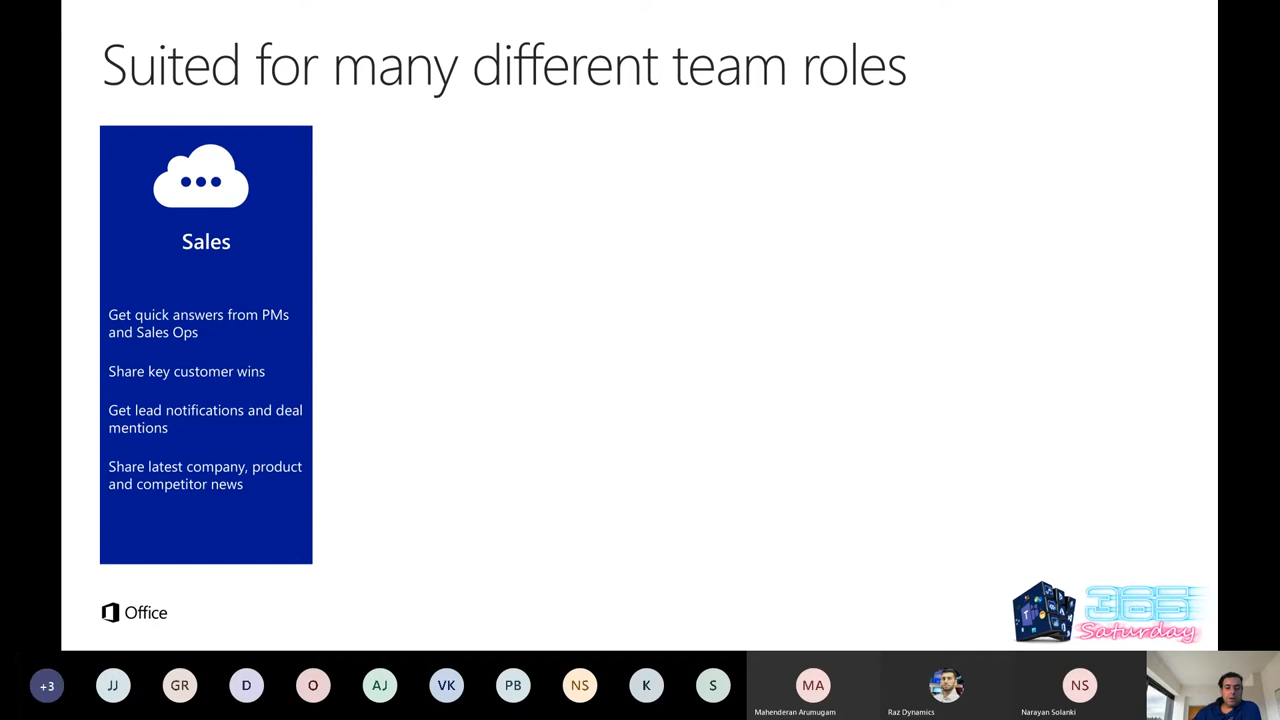 Suited for many different team roles
Sales
Get quick answers from PMs
and Sales Ops
Share key customer wins
Get lead notifications and deal
mentions
Share latest company, product
and competitor news
Office
365
Saturday
+3
JJ
GR
D
O
AJ
VK
PB
NS
K
S
MA
NS
Mahenderan Arumugam
Raz Dynamics
Narayan Solanki